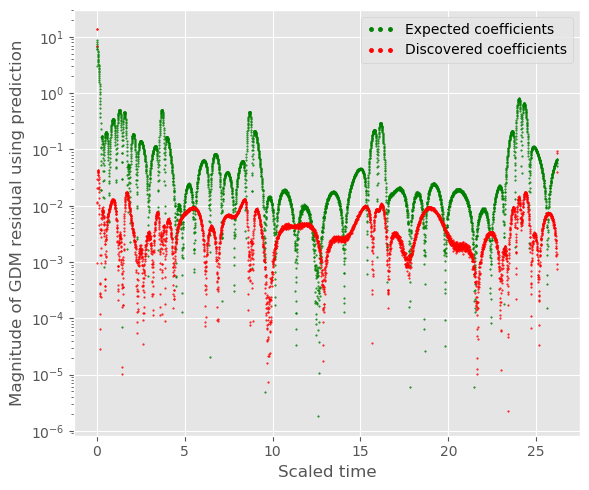 Magnitude of GDM residual using prediction
Expected coefficients
Discovered coefficients
10¹
10⁰
10⁻¹
10⁻²
10⁻³
10⁻⁴
10⁻⁵
10⁻⁶
0 5 10 15 20 25
Scaled time